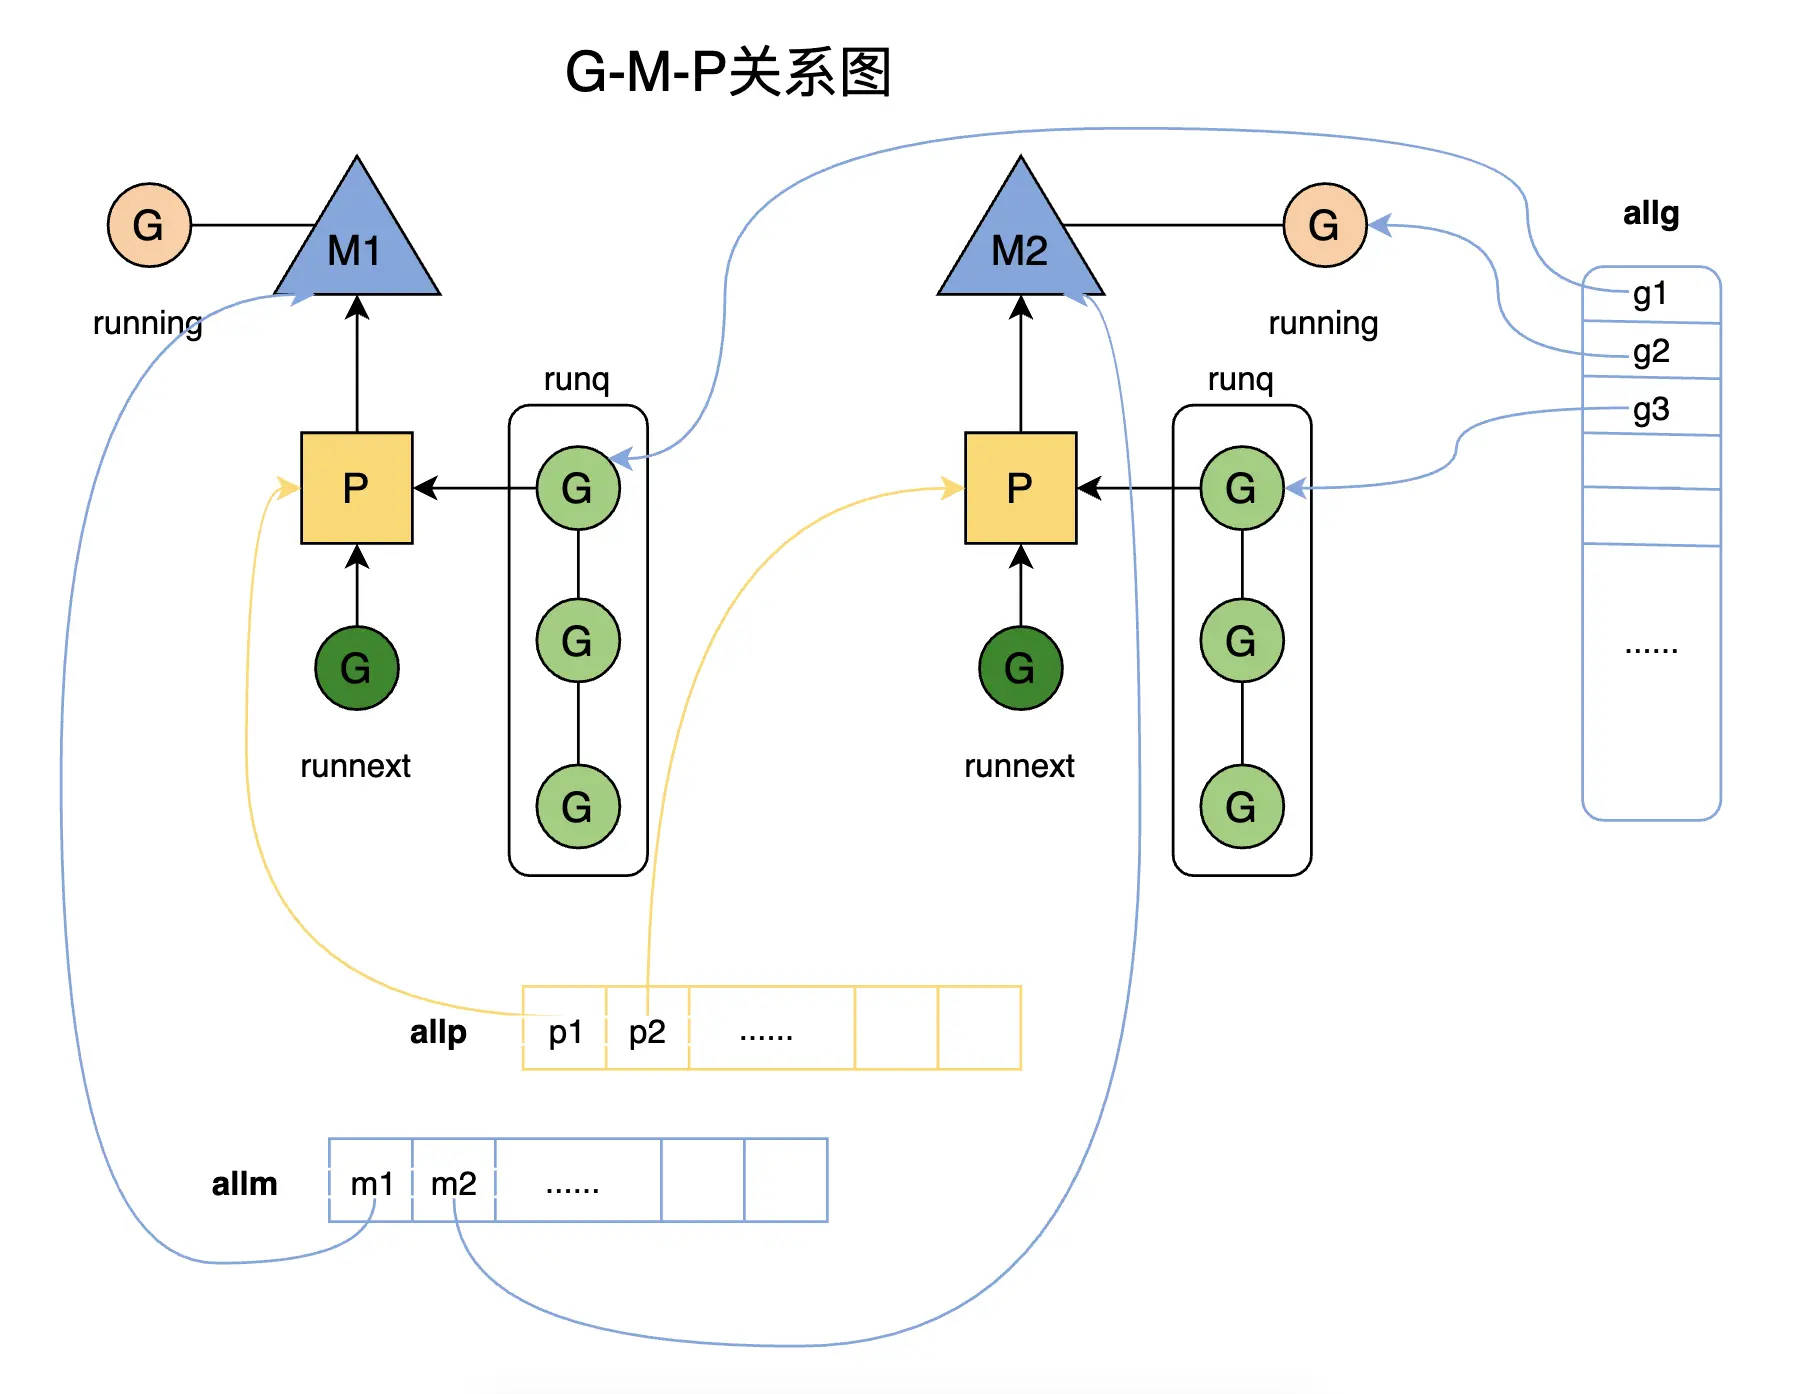 G-M-P关系图
G
M1
running
M2
G
running
allg
g1
g2
g3
......
runq
P
G
G
G
G
runnext
runq
P
G
G
G
G
runnext
allp
p1
p2
......
allm
m1
m2
......